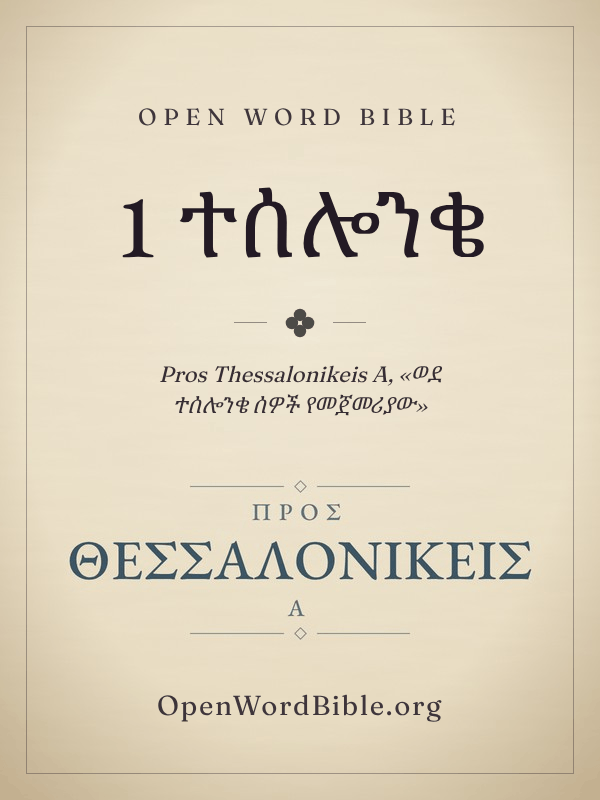 OPEN WORD BIBLE
1 ተሰሎንቄ
Pros Thessalonikeis A, «ወደ
ተሰሎንቄ ሰዎች የመጀመሪያው»
ΠΡΟΣ
ΘΕΣΣΑΛΟΝΙΚΕΙΣ
Α
OpenWordBible.org